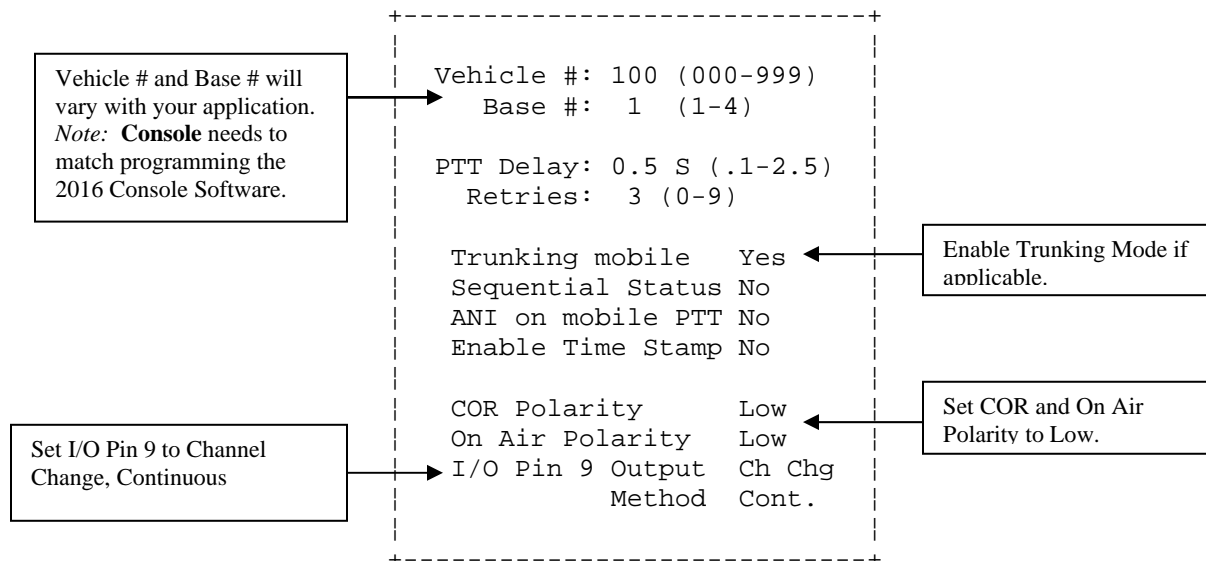 Vehicle # and Base # will
vary with your application.
Note: Console needs to
match programming the
2016 Console Software.
Vehicle #: 100 (000-999)
Base #: 1 (1-4)
PTT Delay: 0.5 S (.1-2.5)
Retries: 3 (0-9)
Trunking mobile Yes
Sequential Status No
ANI on mobile PTT No
Enable Time Stamp No
Enable Trunking Mode if
applicable.
COR Polarity Low
On Air Polarity Low
I/O Pin 9 Output Ch Chg
Method Cont.
Set COR and On Air
Polarity to Low.
Set I/O Pin 9 to Channel
Change, Continuous